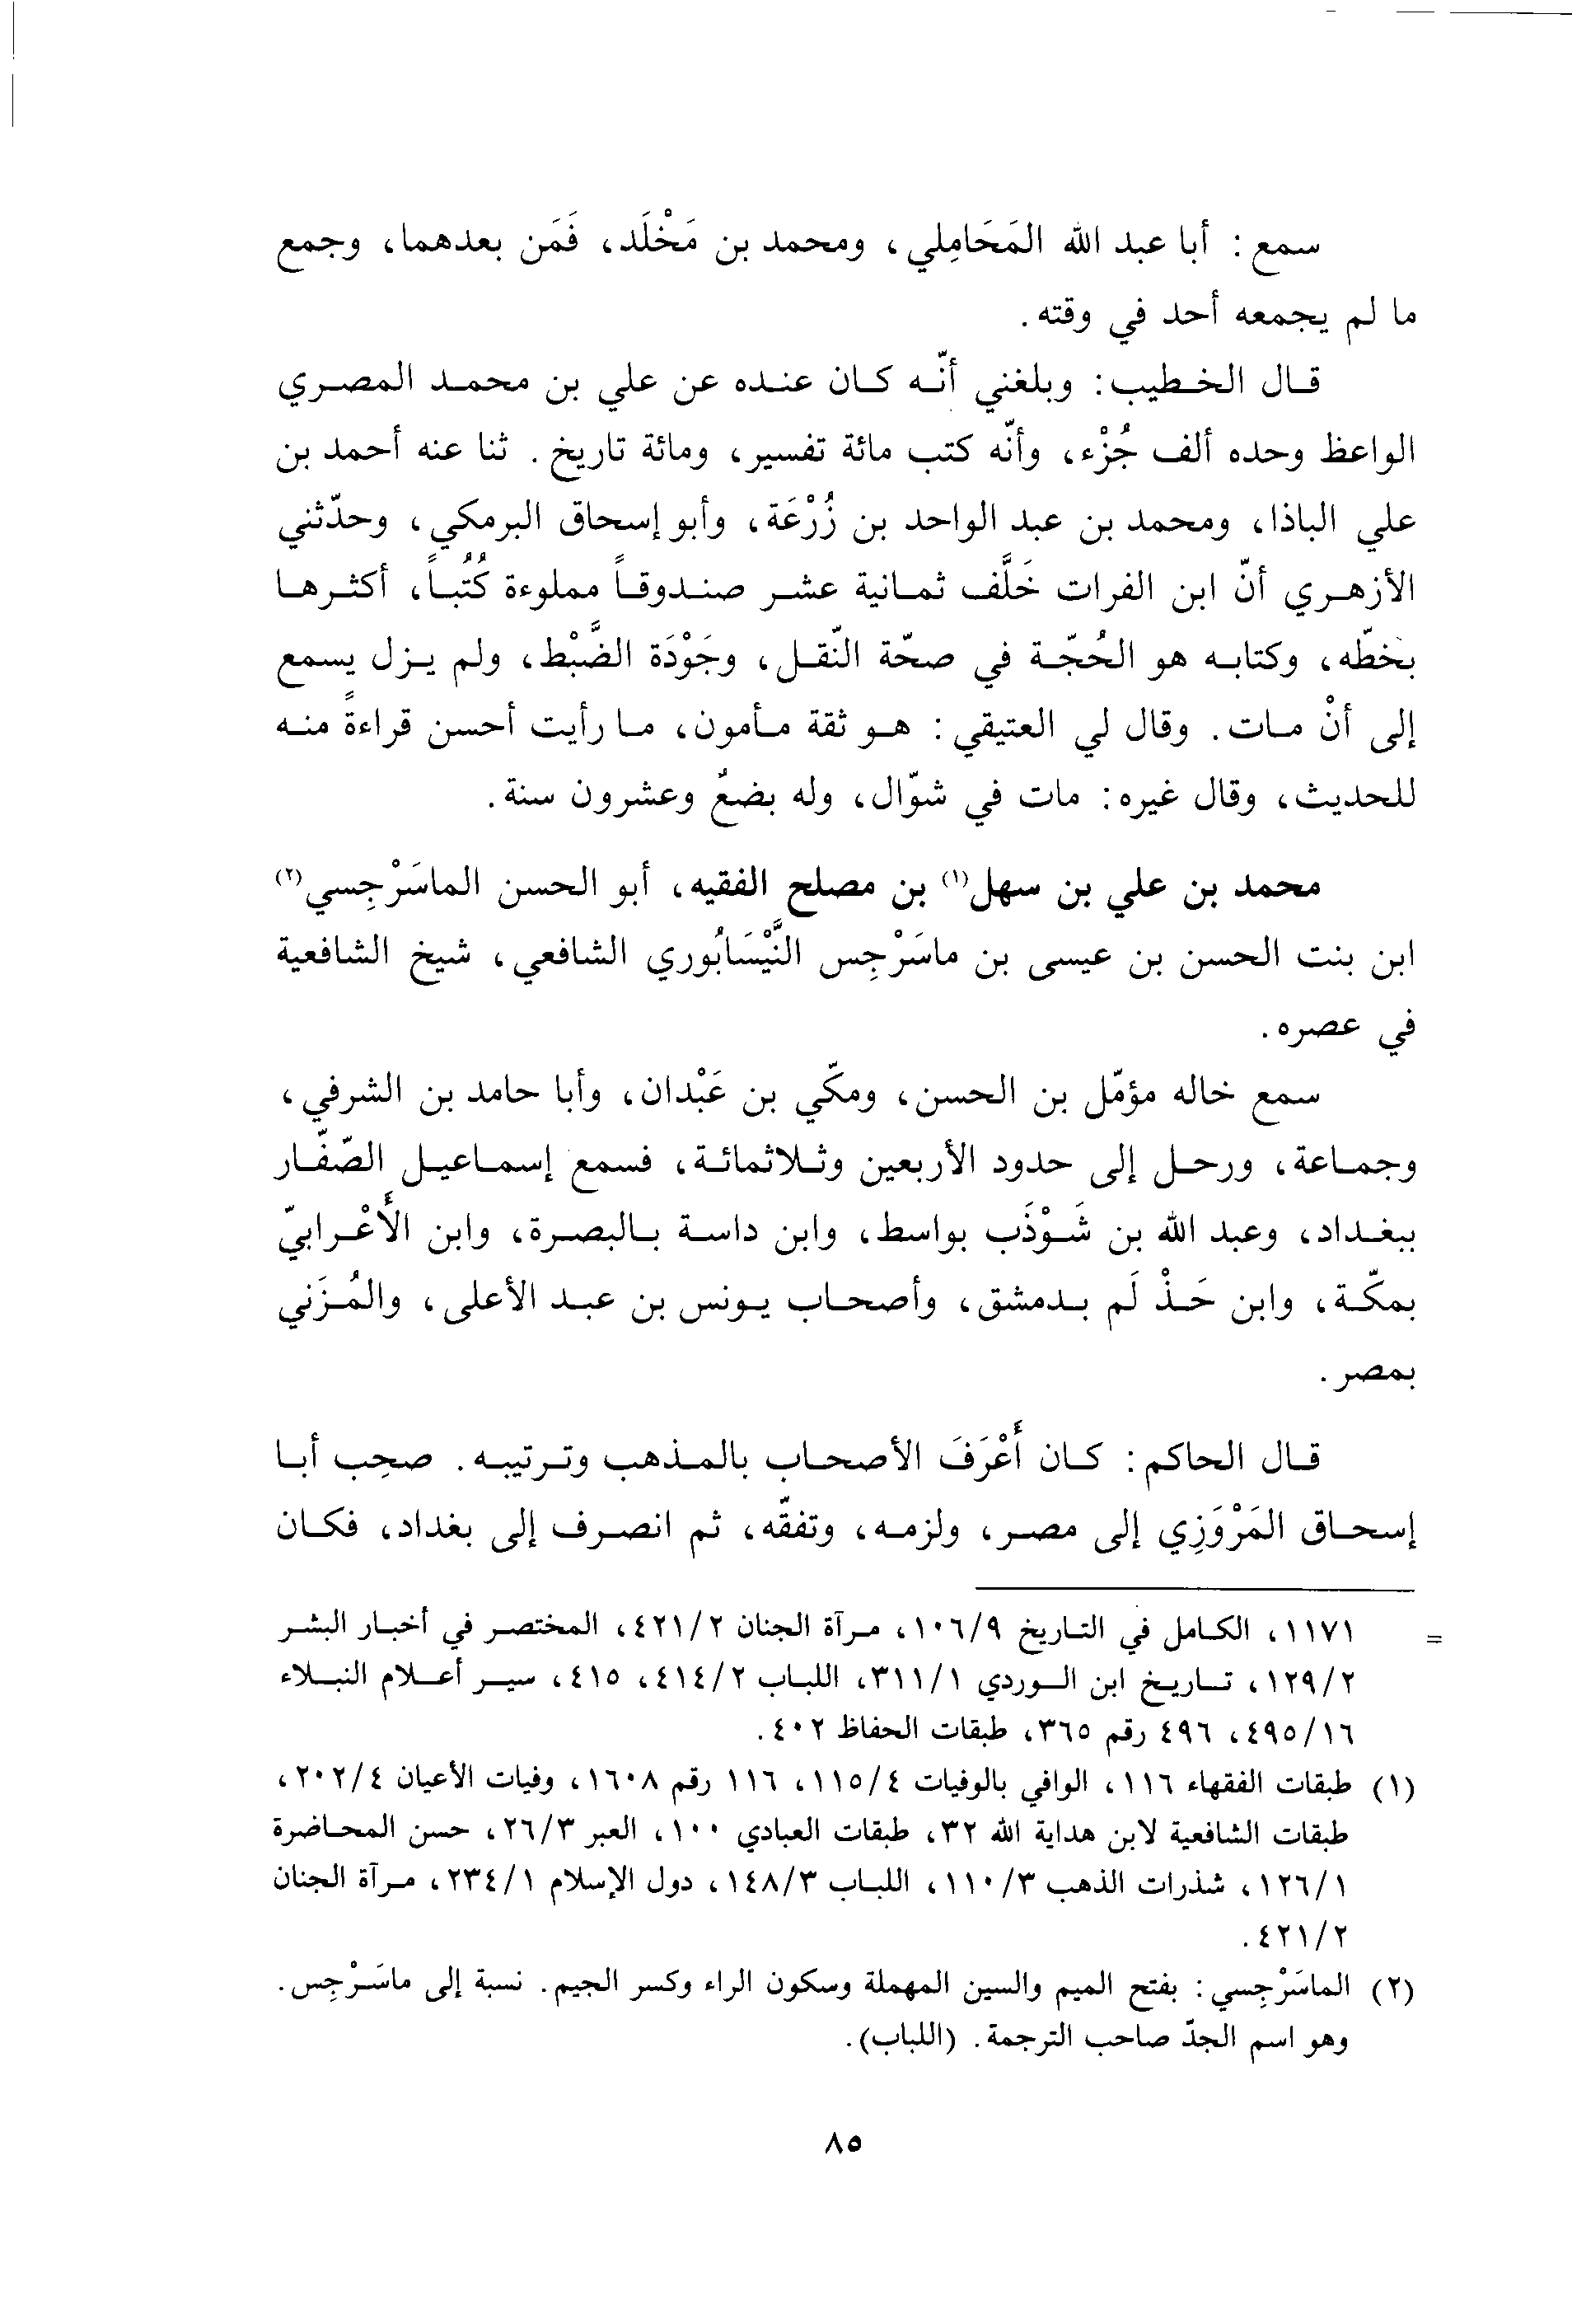 سمع : أبا عبد الله المَحَامِلي، ومحمد بن مَخْلَد، فَمَن بعدهما، وجمع
ما لم يجمعه أحد في وقته.
قال الخطيب: وبلغني أنّه كان عنده عن علي بن محمد المصري
الواعظ وحده ألف جُزْء، وأنّه كتب مائة تفسير، ومائة تاريخ. ثنا عنه أحمد بن
علي الباذا، ومحمد بن عبد الواحد بن زُرْعَة، وأبو إسحاق البرمكي، وحدّثني
الأزهري أنّ ابن الفرات خَلَّف ثمانية عشر صندوقاً مملوءة كُتُباً، أكثرها
بخطّه، وكتابه هو الحُجّة في صحّة النّقل، وجَوْدَة الضَّبْط، ولم يزل يسمع
إلى أنْ مات. وقال لي العتيقي: هو ثقة مأمون، ما رأيت أحسن قراءةً منه
للحديث، وقال غيره: مات في شوّال، وله بضعُ وعشرون سنة.
محمد بن علي بن سهل(١) بن مصلح الفقيه، أبو الحسن الماسَرْجِسي(٢)
ابن بنت الحسن بن عيسى بن ماسَرْجِس النَّيْسَابُوري الشافعي، شيخ الشافعية
في عصره.
سمع خاله مؤمّل بن الحسن، ومكّي بن عَبْدان، وأبا حامد بن الشرفي،
وجماعة، ورحل إلى حدود الأربعين وثلاثمائة، فسمع إسماعيل الصّفّار
ببغداد، وعبد الله بن شَوْذَب بواسط، وابن داسة بالبصرة، وابن الأَعْرابيّ
بمكّة، وابن حَذْ لَم بدمشق، وأصحاب يونس بن عبد الأعلى، والمُزَني
بمصر.
قال الحاكم: كان أَعْرَفَ الأصحاب بالمذهب وترتيبه. صحِب أبا
إسحاق المَرْوَزِي إلى مصر، ولزمه، وتفقّه، ثم انصرف إلى بغداد، فكان
= ١١٧١، الكامل في التاريخ ١٠٦/٩، مرآة الجنان ٤٢١/٢، المختصر في أخبار البشر
١٢٩/٢، تاريخ ابن الوردي ٣١١/١، اللباب ٤١٤/٢، ٤١٥، سير أعلام النبلاء
٤٩٥/١٦، ٤٩٦ رقم ٣٦٥، طبقات الحفاظ ٤٠٢.
(١) طبقات الفقهاء ١١٦، الوافي بالوفيات ١١٥/٤، ١١٦ رقم ١٦٠٨، وفيات الأعيان ٢٠٢/٤،
طبقات الشافعية لابن هداية الله ٣٢، طبقات العبادي ١٠٠، العبر ٢٦/٣، حسن المحاضرة
١٢٦/١، شذرات الذهب ١١٠/٣، اللباب ١٤٨/٣، دول الإسلام ٢٣٤/١، مرآة الجنان
٤٢١/٢.
(٢) الماسَرْجِسي: بفتح الميم والسين المهملة وسكون الراء وكسر الجيم. نسبة إلى ماسَرْجِس.
وهو اسم الجدّ صاحب الترجمة. (اللباب).
٨٥